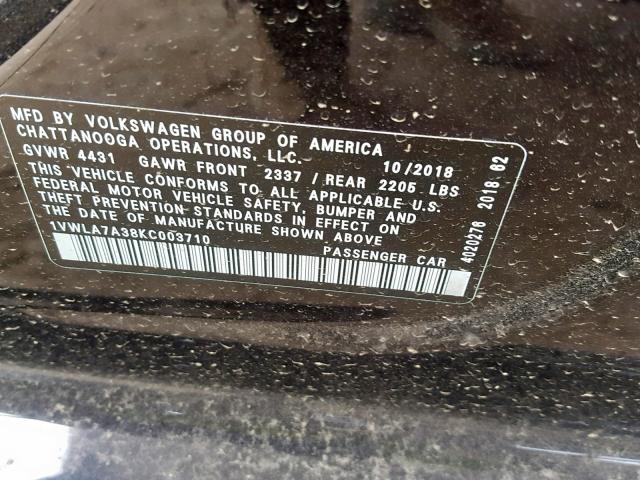 MFD BY VOLKSWAGEN GROUP OF AMERICA
CHATTANOOGA OPERATIONS, LLC. 10/2018
GVWR 4431 GAWR FRONT 2337 / REAR 2205 LBS
THIS VEHICLE CONFORMS TO ALL APPLICABLE U.S.
FEDERAL MOTOR VEHICLE SAFETY, BUMPER AND
THEFT PREVENTION STANDARDS IN EFFECT ON
THE DATE OF MANUFACTURE SHOWN ABOVE
1VWLA7A38KC003710 PASSENGER CAR
4020276 2018 62